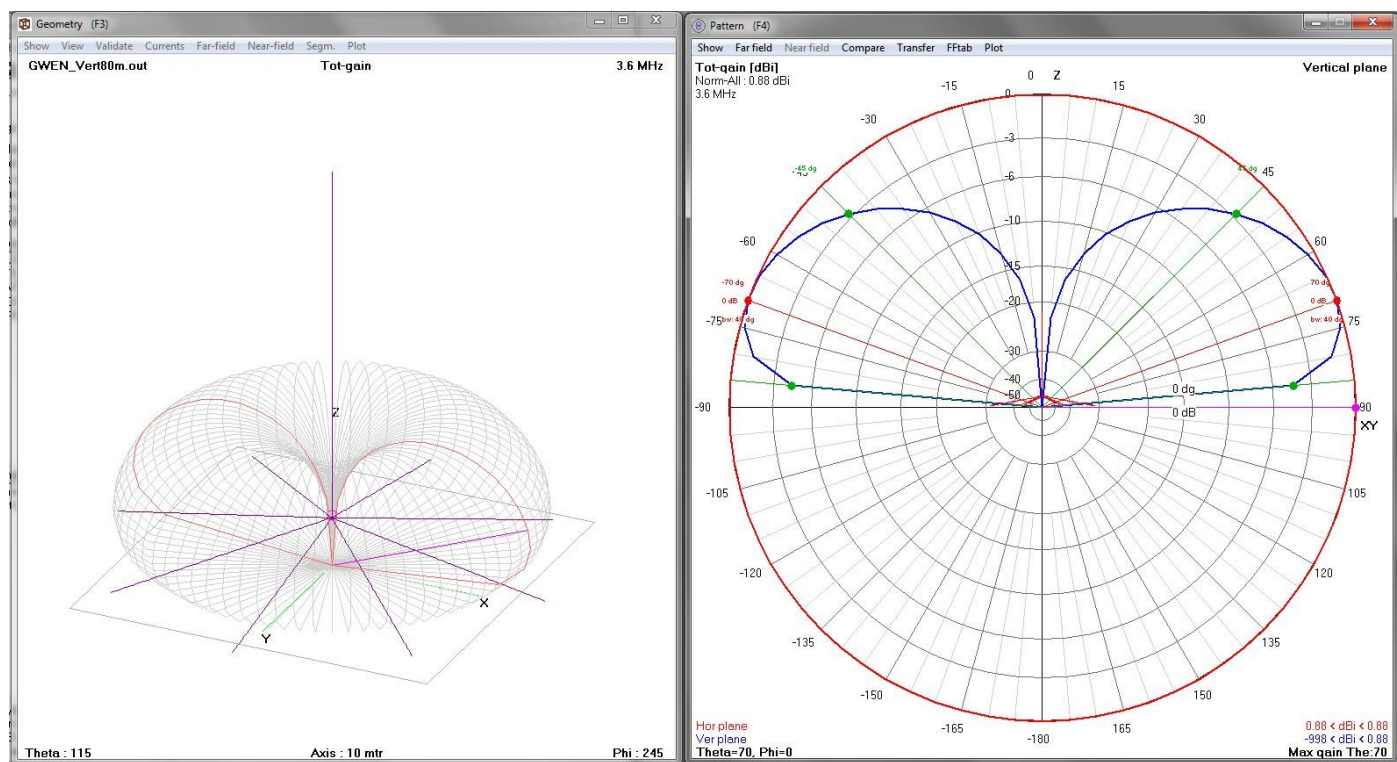 Geometry (F3)
Show View Validate Currents Far-field Near-field Segm. Plot
GWEN_Vert80m.out Tot-gain 3.6 MHz
Z
X
Y
Theta : 115 Axis : 10 mtr Phi : 245
Pattern (F4)
Show Far field Near field Compare Transfer FFtab Plot
Tot-gain [dBi] 0 Z Vertical plane
Norm-All : 0.88 dBi
3.6 MHz
-15 0 15
-30 30
-3
-45 dg 45 dg
-45 -6 45
-10
-60 60
-15
-70 dg 70 dg
0 dB -20 0 dB
bw: 40 dg bw: 40 dg
-75 75
-30
-40 0 dg
-50
-90 0 dB 90
XY
-105 105
-120 120
-135 135
-150 150
-165 165
-180
Hor plane 0.88 < dBi < 0.88
Ver plane -998 < dBi < 0.88
Theta=70, Phi=0 Max gain The:70